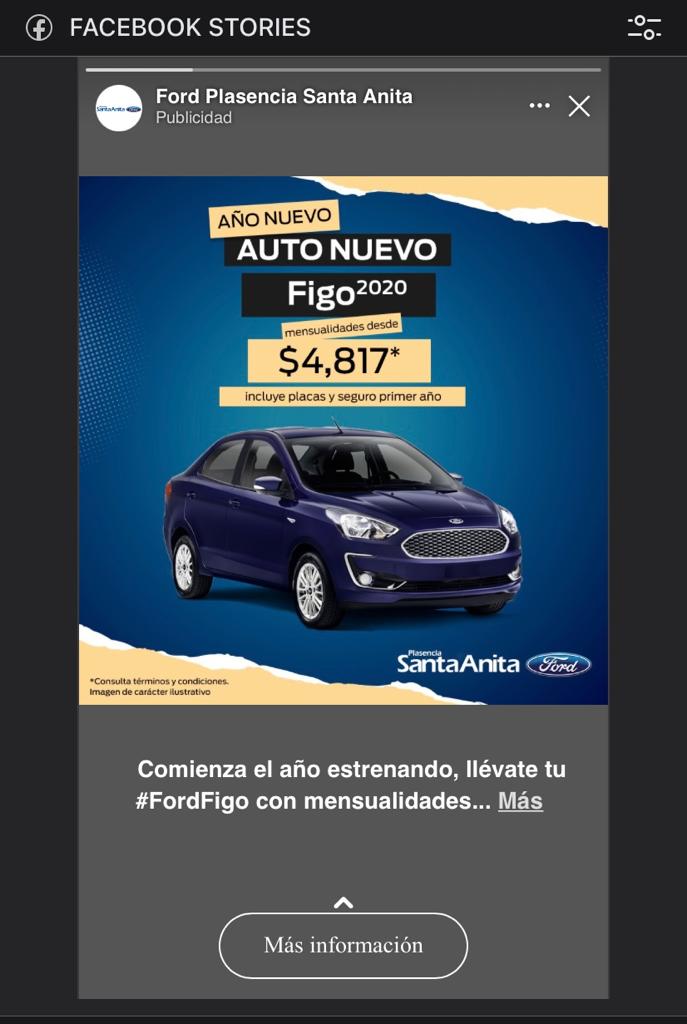 FACEBOOK STORIES
Ford Plasencia Santa Anita
Publicidad
AÑO NUEVO
AUTO NUEVO
Figo2020
mensualidades desde
$4,817*
incluye placas y seguro primer año
Plasencia
SantaAnita Ford
*Consulta términos y condiciones.
Imagen de carácter ilustrativo
Comienza el año estrenando, llévate tu
#FordFigo con mensualidades... Más
Más información